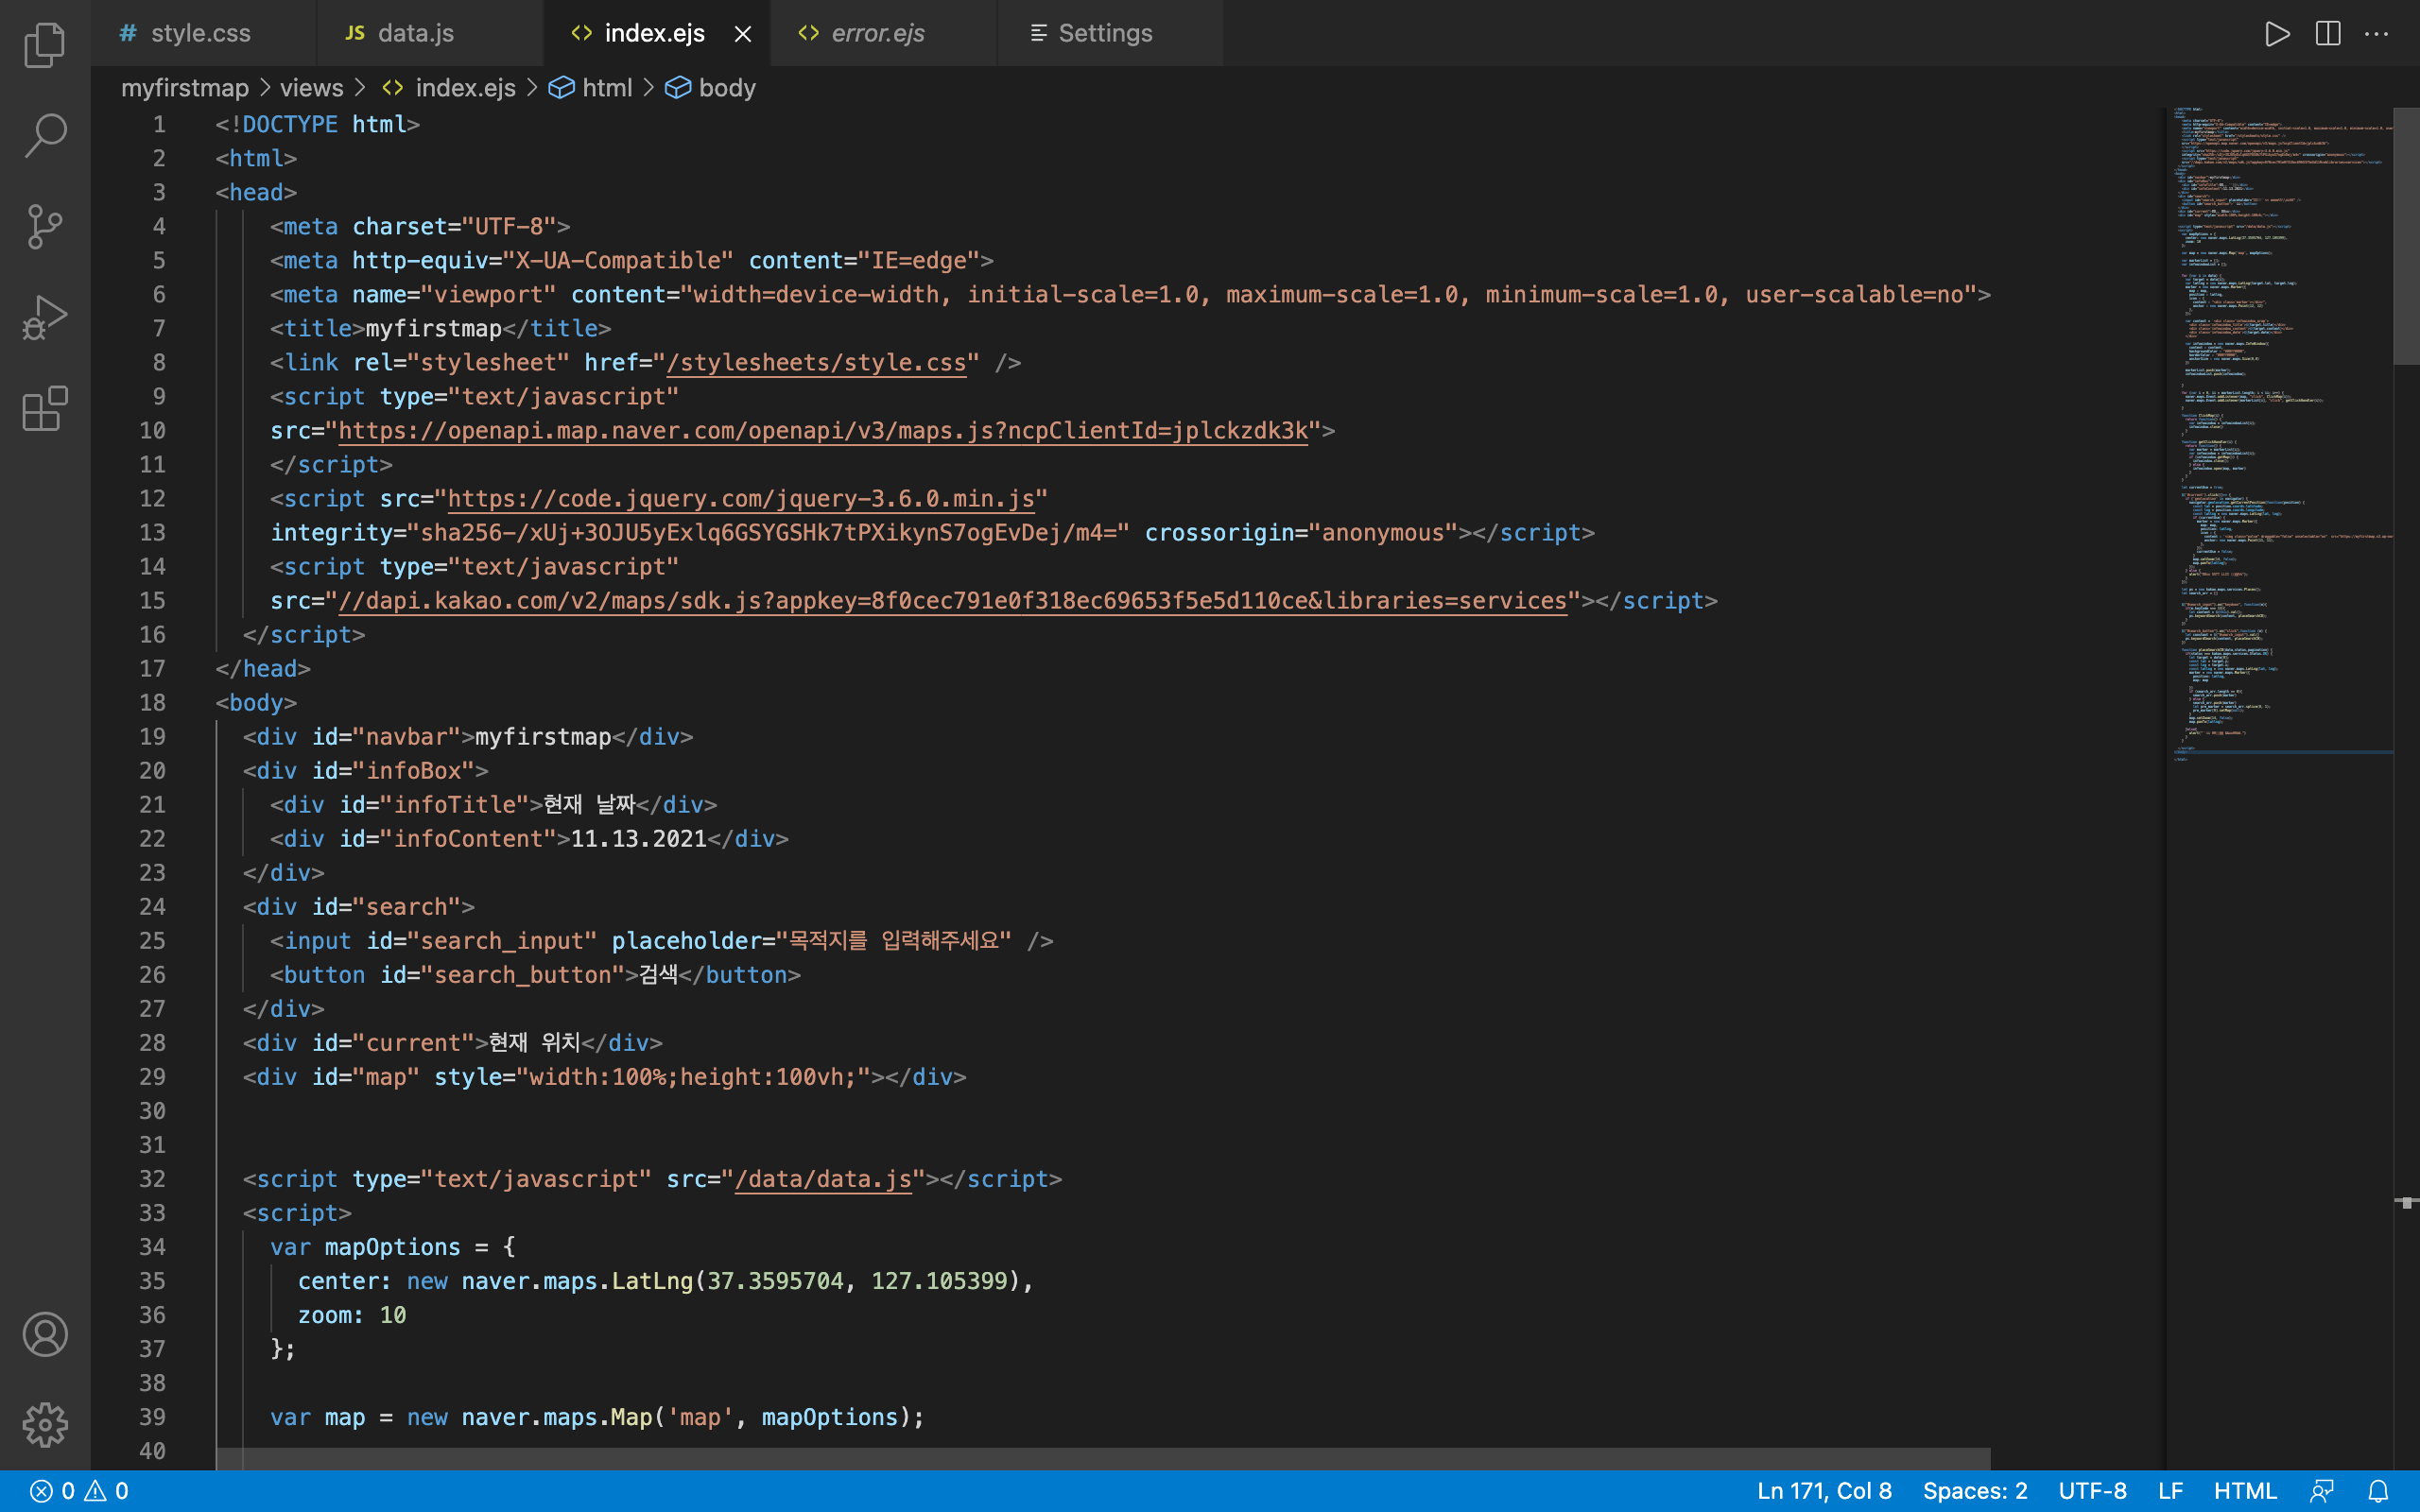 style.css
data.js
index.ejs
error.ejs
Settings
myfirstmap > views > index.ejs > html > body
1 <!DOCTYPE html>
2 <html>
3 <head>
4 <meta charset="UTF-8">
5 <meta http-equiv="X-UA-Compatible" content="IE=edge">
6 <meta name="viewport" content="width=device-width, initial-scale=1.0, maximum-scale=1.0, minimum-scale=1.0, user-scalable=no">
7 <title>myfirstmap</title>
8 <link rel="stylesheet" href="/stylesheets/style.css" />
9 <script type="text/javascript"
10 src="https://openapi.map.naver.com/openapi/v3/maps.js?ncpClientId=jplckzdk3k">
11 </script>
12 <script src="https://code.jquery.com/jquery-3.6.0.min.js"
13 integrity="sha256-/xUj+3OJU5yExlq6GSYGSHk7tPXikynS7ogEvDej/m4=" crossorigin="anonymous"></script>
14 <script type="text/javascript"
15 src="//dapi.kakao.com/v2/maps/sdk.js?appkey=8f0cec791e0f318ec69653f5e5d110ce&libraries=services"></script>
16 </script>
17 </head>
18 <body>
19 <div id="navbar">myfirstmap</div>
20 <div id="infoBox">
21 <div id="infoTitle">현재 날짜</div>
22 <div id="infoContent">11.13.2021</div>
23 </div>
24 <div id="search">
25 <input id="search_input" placeholder="목적지를 입력해주세요" />
26 <button id="search_button">검색</button>
27 </div>
28 <div id="current">현재 위치</div>
29 <div id="map" style="width:100%;height:100vh;"></div>
30
31
32 <script type="text/javascript" src="/data/data.js"></script>
33 <script>
34 var mapOptions = {
35 center: new naver.maps.LatLng(37.3595704, 127.105399),
36 zoom: 10
37 };
38
39 var map = new naver.maps.Map('map', mapOptions);
40
0 0
Ln 171, Col 8 Spaces: 2 UTF-8 LF HTML